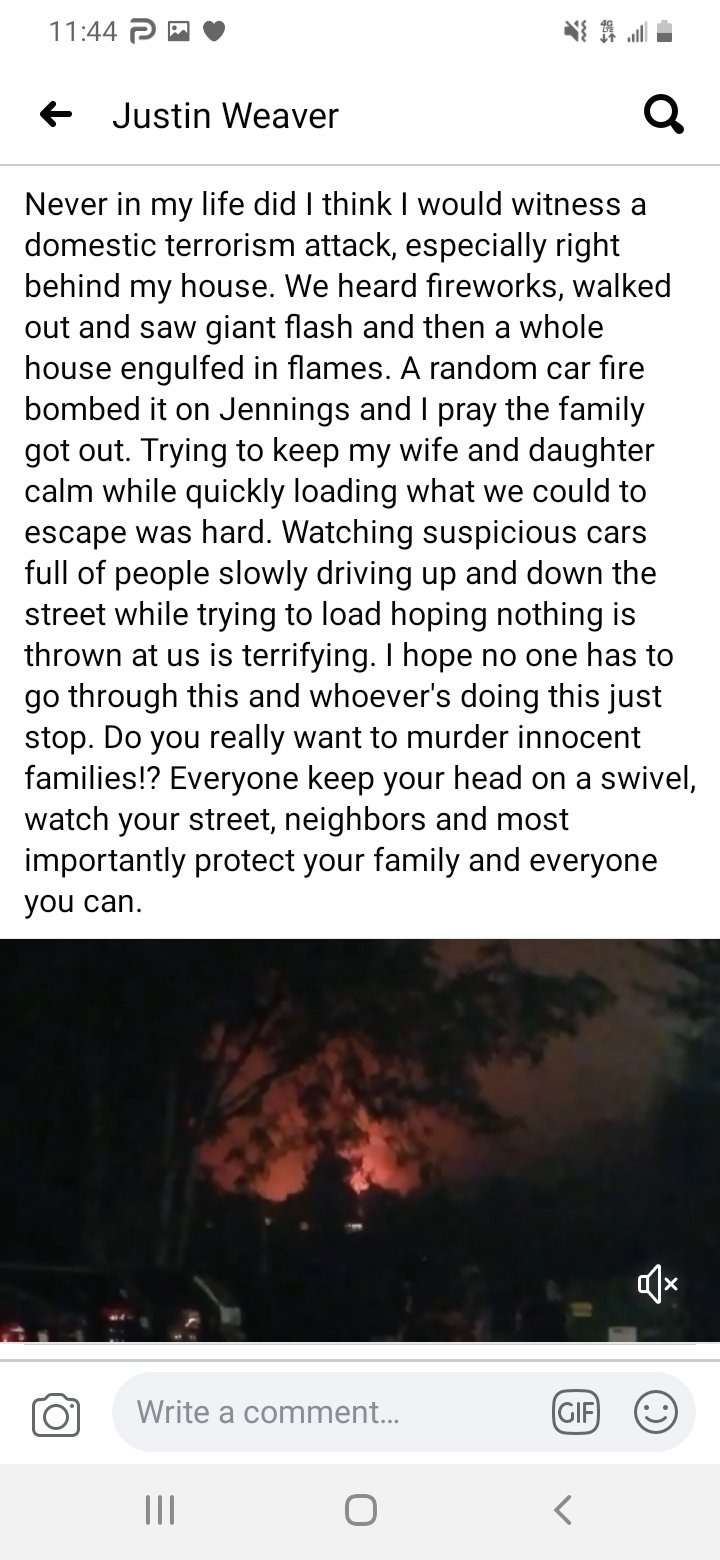 11:44
4G
LTE
Justin Weaver
Never in my life did I think I would witness a
domestic terrorism attack, especially right
behind my house. We heard fireworks, walked
out and saw giant flash and then a whole
house engulfed in flames. A random car fire
bombed it on Jennings and I pray the family
got out. Trying to keep my wife and daughter
calm while quickly loading what we could to
escape was hard. Watching suspicious cars
full of people slowly driving up and down the
street while trying to load hoping nothing is
thrown at us is terrifying. I hope no one has to
go through this and whoever's doing this just
stop. Do you really want to murder innocent
families!? Everyone keep your head on a swivel,
watch your street, neighbors and most
importantly protect your family and everyone
you can.
Write a comment...
GIF